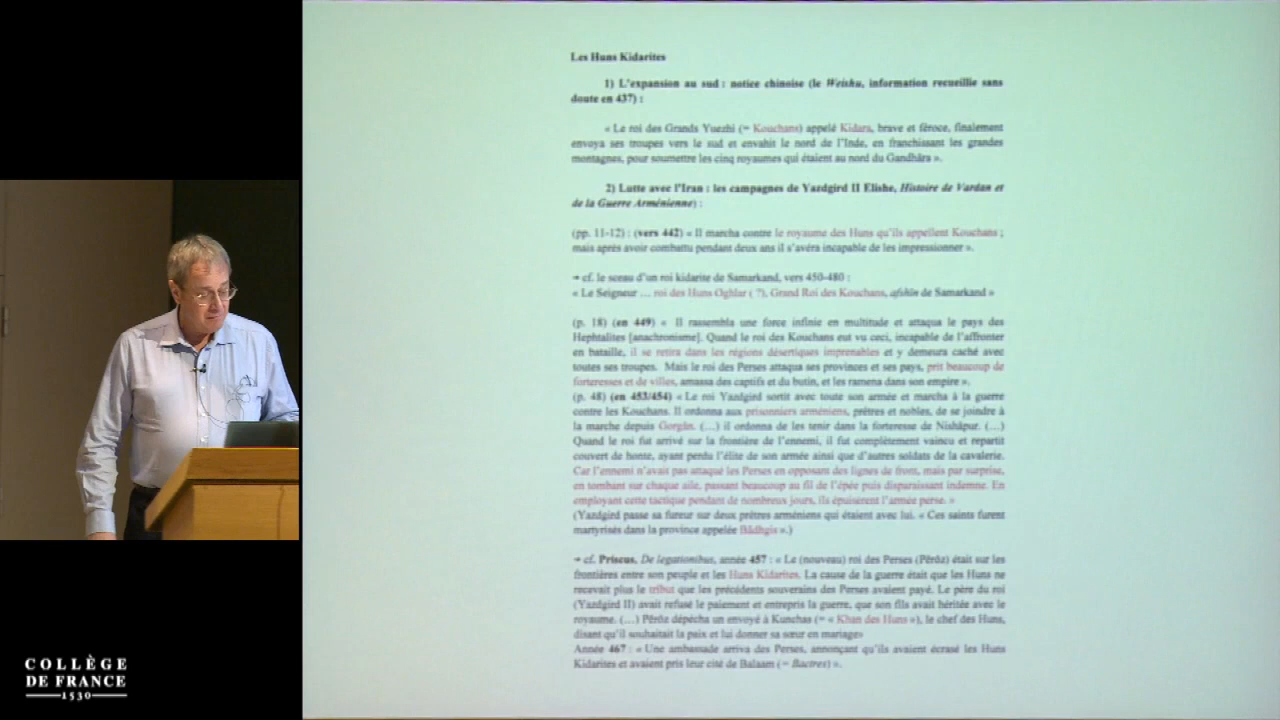 Les Huns Kidarites
1) L'expansion au sud : notice chinoise (le Weishu, information recueillie sans
doute en 437) :
« Le roi des Grands Yuezhi (= Kouchans) appelé Kidara, brave et féroce, finalement
envoya ses troupes vers le sud et envahit le nord de l'Inde, en franchissant les grandes
montagnes, pour soumettre les cinq royaumes qui étaient au nord du Gandhâra ».
2) Lutte avec l'Iran : les campagnes de Yazdgird II Elishe, Histoire de Vardan et
de la Guerre Arménienne) :
(pp. 11-12) : (vers 442) « Il marcha contre le royaume des Huns qu'ils appellent Kouchans ;
mais après avoir combattu pendant deux ans il s'avéra incapable de les impressionner ».
➔ cf. le sceau d'un roi kidarite de Samarkand, vers 450-480 :
« Le Seigneur ... roi des Huns Oghlar ( ?), Grand Roi des Kouchans, afshîn de Samarkand »
(p. 18) (en 449) « Il rassembla une force infinie en multitude et attaqua le pays des
Hephtalites [anachronisme]. Quand le roi des Kouchans eut vu ceci, incapable de l'affronter
en bataille, il se retira dans les régions désertiques imprenables et y demeura caché avec
toutes ses troupes. Mais le roi des Perses attaqua ses provinces et ses pays, prit beaucoup de
forteresses et de villes, amassa des captifs et du butin, et les ramena dans son empire ».
(p. 48) (en 453/454) « Le roi Yazdgird sortit avec toute son armée et marcha à la guerre
contre les Kouchans. Il ordonna aux prisonniers arméniens, prêtres et nobles, de se joindre à
la marche depuis Gorgân. (...) il ordonna de les tenir dans la forteresse de Nishâpur. (...)
Quand le roi fut arrivé sur la frontière de l'ennemi, il fut complètement vaincu et repartit
couvert de honte, ayant perdu l'élite de son armée ainsi que d'autres soldats de la cavalerie.
Car l'ennemi n'avait pas attaqué les Perses en opposant des lignes de front, mais par surprise,
en tombant sur chaque aile, passant beaucoup au fil de l'épée puis disparaissant indemne. En
employant cette tactique pendant de nombreux jours, ils épuisèrent l'armée perse. »
(Yazdgird passe sa fureur sur deux prêtres arméniens qui étaient avec lui. « Ces saints furent
martyrisés dans la province appelée Bâdhgis ».)
➔ cf. Priscus, De legationibus, année 457 : « Le (nouveau) roi des Perses (Pêrôz) était sur les
frontières entre son peuple et les Huns Kidarites. La cause de la guerre était que les Huns ne
recevait plus le tribut que les précédents souverains des Perses avaient payé. Le père du roi
(Yazdgird II) avait refusé le paiement et entrepris la guerre, que son fils avait héritée avec le
royaume. (...) Pêrôz dépêcha un envoyé à Kunchas (= « Khan des Huns »), le chef des Huns,
disant qu'il souhaitait la paix et lui donner sa sœur en mariage»
Année 467 : « Une ambassade arriva des Perses, annonçant qu'ils avaient écrasé les Huns
Kidarites et avaient pris leur cité de Balaam (= Bactres) ».
COLLÈGE
DE FRANCE
1530